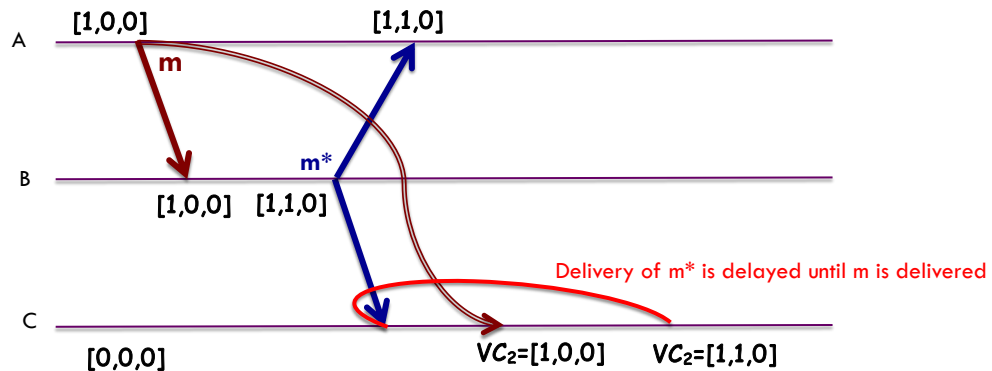 [1,0,0]
[1,1,0]
A
m
m*
B
[1,0,0]
[1,1,0]
Delivery of m* is delayed until m is delivered
C
[0,0,0]
VC₂=[1,0,0]
VC₂=[1,1,0]